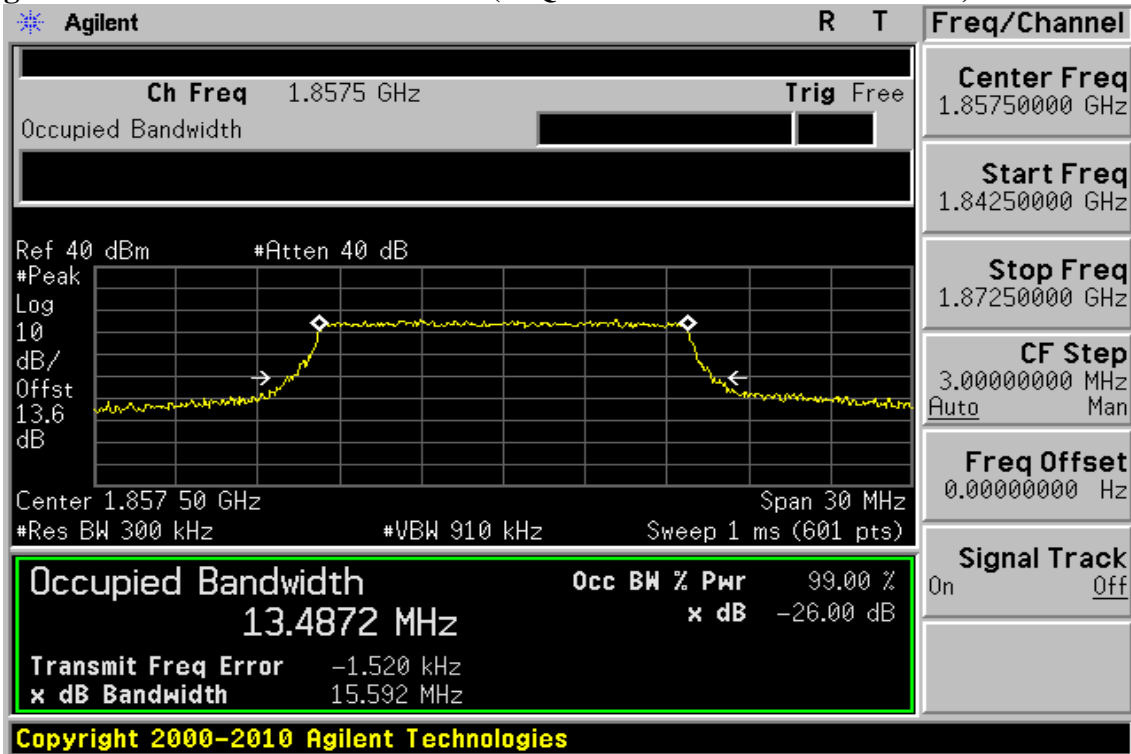 Agilent R T Freq/Channel
Ch Freq 1.8575 GHz Trig Free
Occupied Bandwidth
Center Freq
1.85750000 GHz
Start Freq
1.84250000 GHz
Stop Freq
1.87250000 GHz
CF Step
3.00000000 MHz
Auto Man
Freq Offset
0.00000000 Hz
Signal Track
On Off
Ref 40 dBm #Atten 40 dB
#Peak
Log
10
dB/
Offst
13.6
dB
Center 1.857 50 GHz Span 30 MHz
#Res BW 300 kHz #VBW 910 kHz Sweep 1 ms (601 pts)
Occupied Bandwidth Occ BW % Pwr 99.00 %
13.4872 MHz x dB -26.00 dB
Transmit Freq Error -1.520 kHz
x dB Bandwidth 15.592 MHz
Copyright 2000-2010 Agilent Technologies